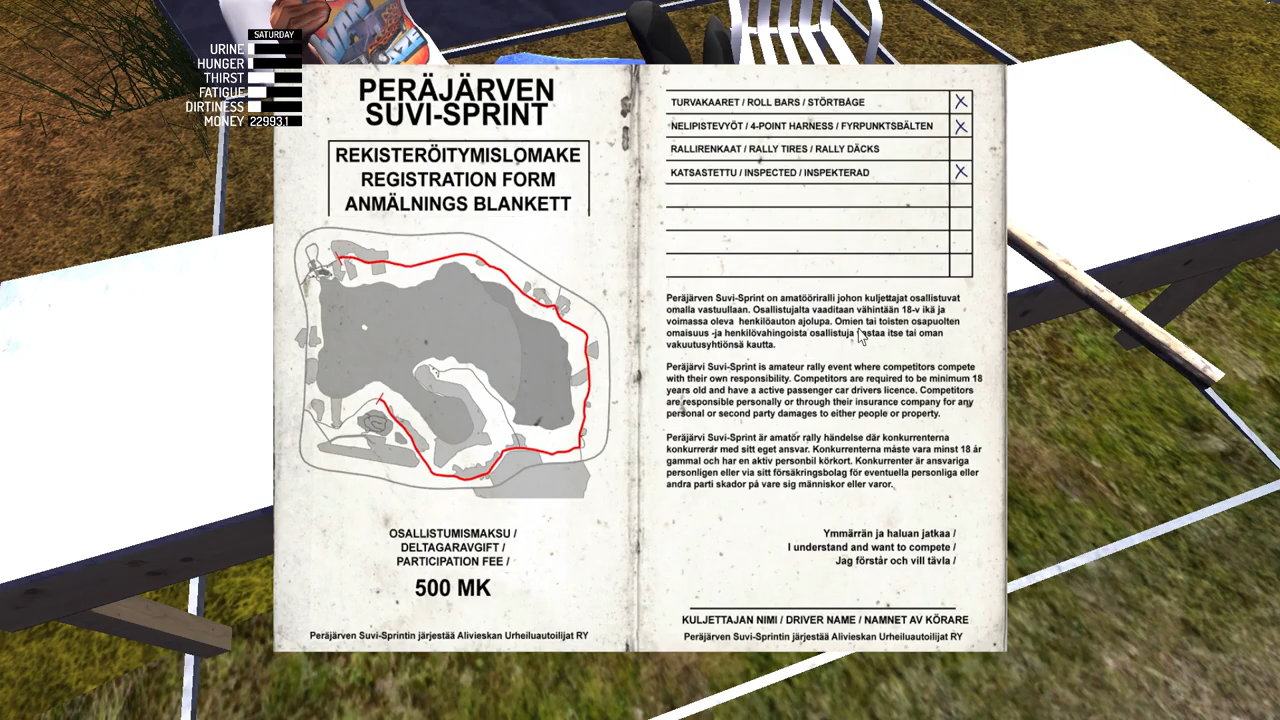 SATURDAY
URINE
HUNGER
THIRST
FATIGUE
DIRTINESS
MONEY 22993.1
PERÄJÄRVEN
SUVI-SPRINT
REKISTERÖITYMISLOMAKE
REGISTRATION FORM
ANMÄLNINGS BLANKETT
OSALLISTUMISMAKSU /
DELTAGARAVGIFT /
PARTICIPATION FEE /
500 MK
Peräjärven Suvi-Sprintin järjestää Alivieskan Urheiluautoilijat RY
TURVAKAARET / ROLL BARS / STÖRTBÅGE X
NELIPISTEVYÖT / 4-POINT HARNESS / FYRPUNKTSBÄLTEN X
RALLIRENKAAT / RALLY TIRES / RALLY DÄCKS
KATSASTETTU / INSPECTED / INSPEKTERAD X
Peräjärven Suvi-Sprint on amatööriralli johon kuljettajat osallistuvat
omalla vastuullaan. Osallistujalta vaaditaan vähintään 18-v ikä ja
voimassa oleva henkilöauton ajolupa. Omien tai toisten osapuolten
omaisuus -ja henkilövahingoista osallistuja vastaa itse tai oman
vakuutusyhtiönsä kautta.
Peräjärvi Suvi-Sprint is amateur rally event where competitors compete
with their own responsibility. Competitors are required to be minimum 18
years old and have a active passenger car drivers licence. Competitors
are responsible personally or through their insurance company for any
personal or second party damages to either people or property.
Peräjärvi Suvi-Sprint är amatör rally händelse där konkurrenterna
konkurrerar med sitt eget ansvar. Konkurrenterna måste vara minst 18 år
gammal och har en aktiv personbil körkort. Konkurrenter är ansvariga
personligen eller via sitt försäkringsbolag för eventuella personliga eller
andra parti skador på vare sig människor eller varor.
Ymmärrän ja haluan jatkaa /
I understand and want to compete /
Jag förstår och vill tävla /
KULJETTAJAN NIMI / DRIVER NAME / NAMNET AV KÖRARE
Peräjärven Suvi-Sprintin järjestää Alivieskan Urheiluautoilijat RY